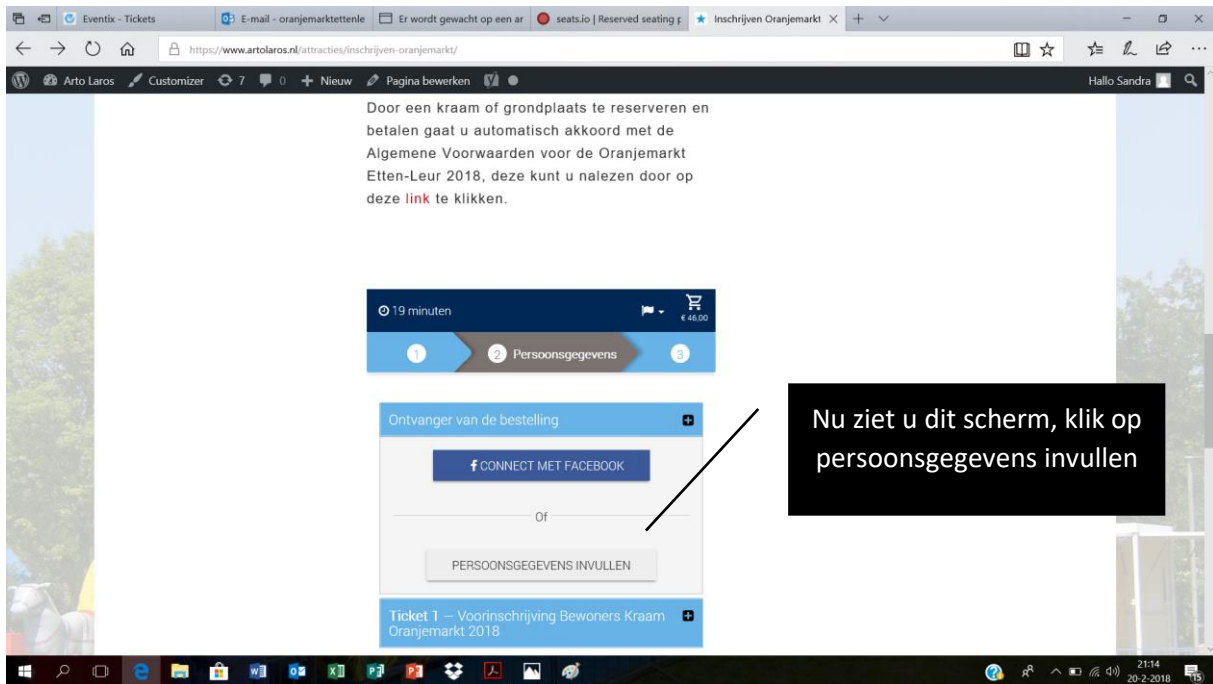 Eventix - Tickets
E-mail - oranjemarktettenle
Er wordt gewacht op een ar
seats.io | Reserved seating p
Inschrijven Oranjemarkt
https://www.artolaros.nl/attracties/inschrijven-oranjemarkt/
Arto Laros
Customizer
7
0
Nieuw
Pagina bewerken
Hallo Sandra
Door een kraam of grondplaats te reserveren en
betalen gaat u automatisch akkoord met de
Algemene Voorwaarden voor de Oranjemarkt
Etten-Leur 2018, deze kunt u nalezen door op
deze link te klikken.
19 minuten
€ 46,00
1
2 Persoonsgegevens
3
Ontvanger van de bestelling
CONNECT MET FACEBOOK
Of
PERSOONSGEGEVENS INVULLEN
Ticket 1 – Voorinschrijving Bewoners Kraam
Oranjemarkt 2018
Nu ziet u dit scherm, klik op
persoonsgegevens invullen
21:14
20-2-2018
15